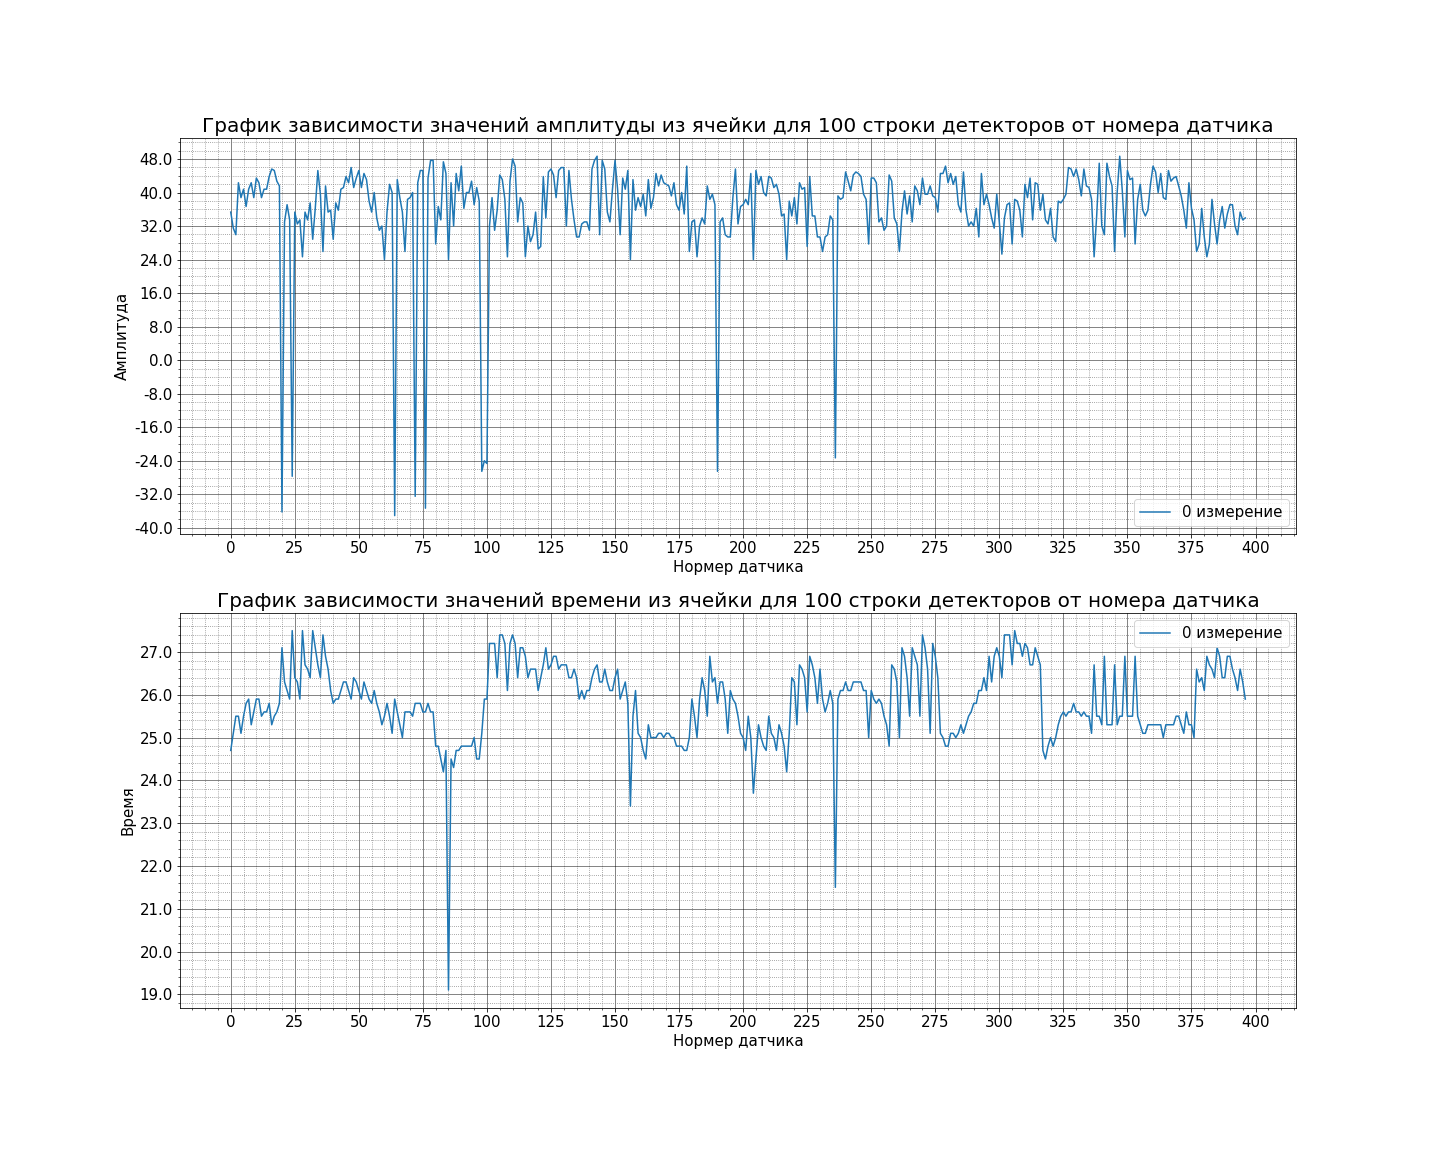 График зависимости значений амплитуды из ячейки для 100 строки детекторов от номера датчика
48.0
40.0
32.0
24.0
16.0
8.0
0.0
-8.0
-16.0
-24.0
-32.0
-40.0
Амплитуда
0 измерение
0 25 50 75 100 125 150 175 200 225 250 275 300 325 350 375 400
Нормер датчика
График зависимости значений времени из ячейки для 100 строки детекторов от номера датчика
0 измерение
27.0
26.0
25.0
24.0
23.0
22.0
21.0
20.0
19.0
Время
0 25 50 75 100 125 150 175 200 225 250 275 300 325 350 375 400
Нормер датчика